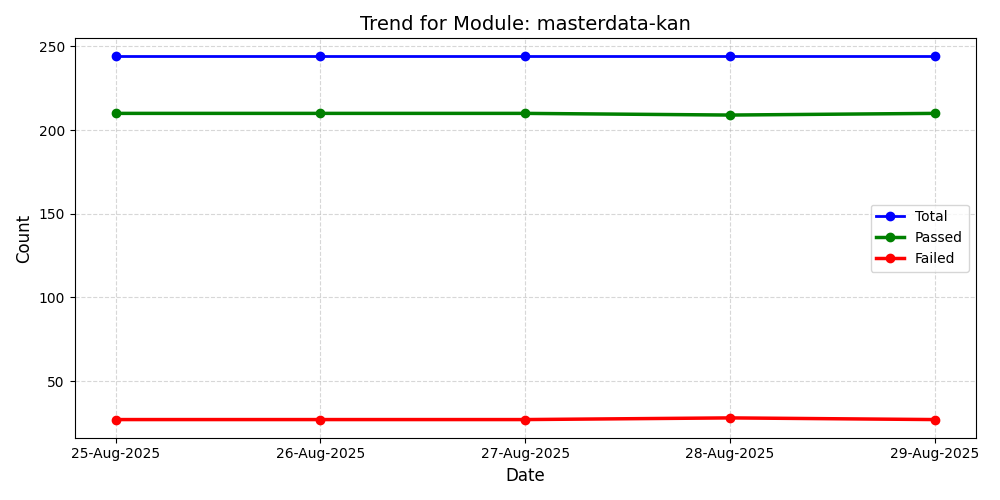 Trend for Module: masterdata-kan
250
200
150
100
50
Count
Total
Passed
Failed
25-Aug-2025
26-Aug-2025
27-Aug-2025
28-Aug-2025
29-Aug-2025
Date